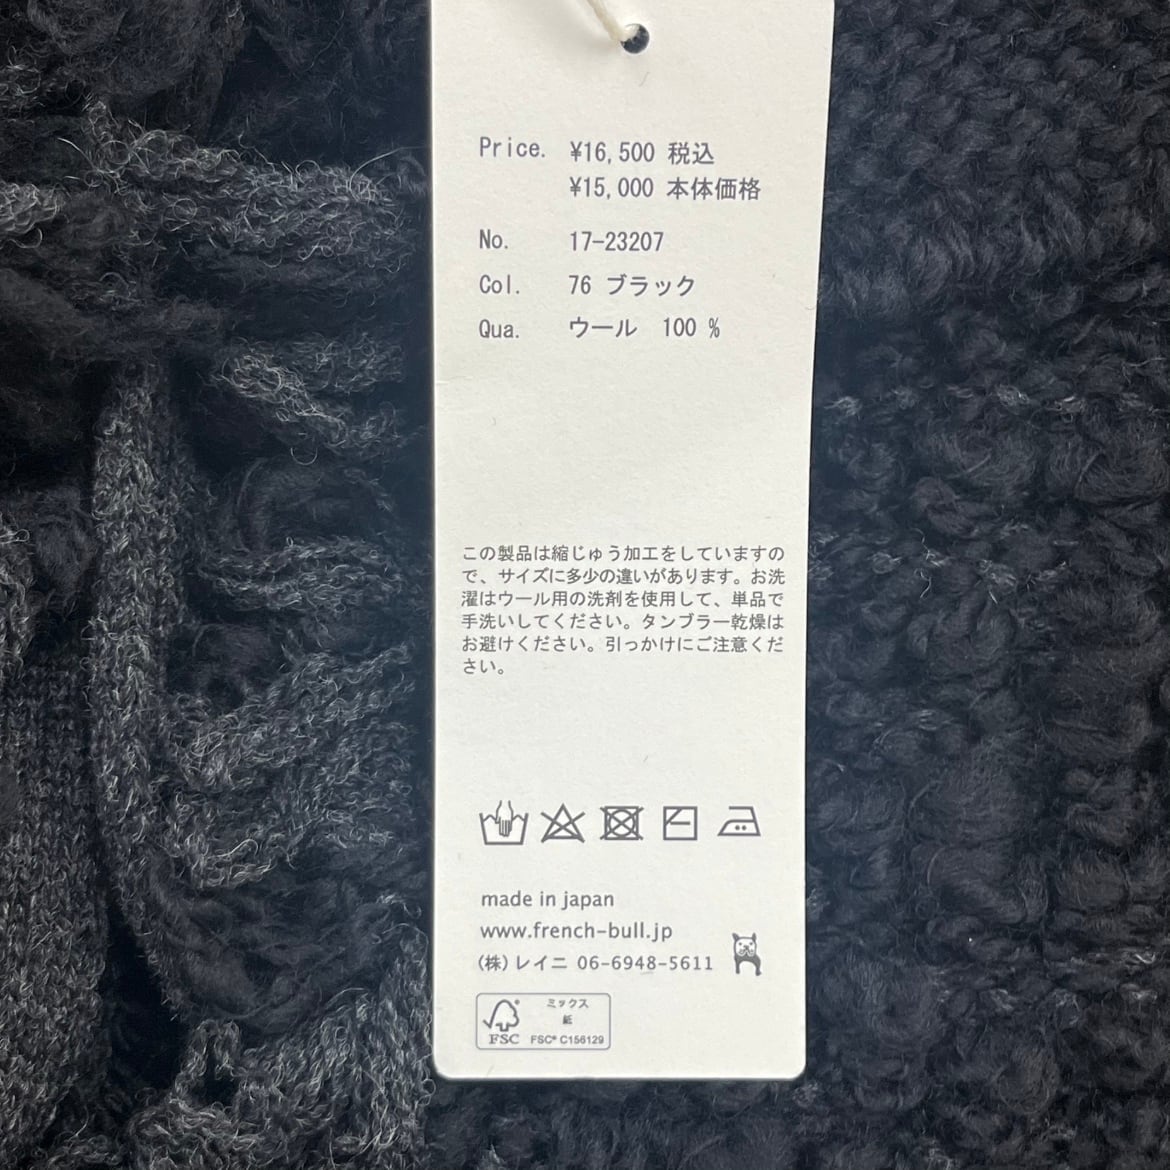 Price. ¥16,500 税込
¥15,000 本体価格
No. 17-23207
Col. 76 ブラック
Qua. ウール 100 %
この製品は縮じゅう加工をしていますの
で、サイズに多少の違いがあります。お洗
濯はウール用の洗剤を使用して、単品で
手洗いしてください。タンブラー乾燥は
お避けください。引っかけにご注意くだ
さい。
made in japan
www.french-bull.jp
(株)レイニ 06-6948-5611
ミックス
紙
FSC FSC® C156129